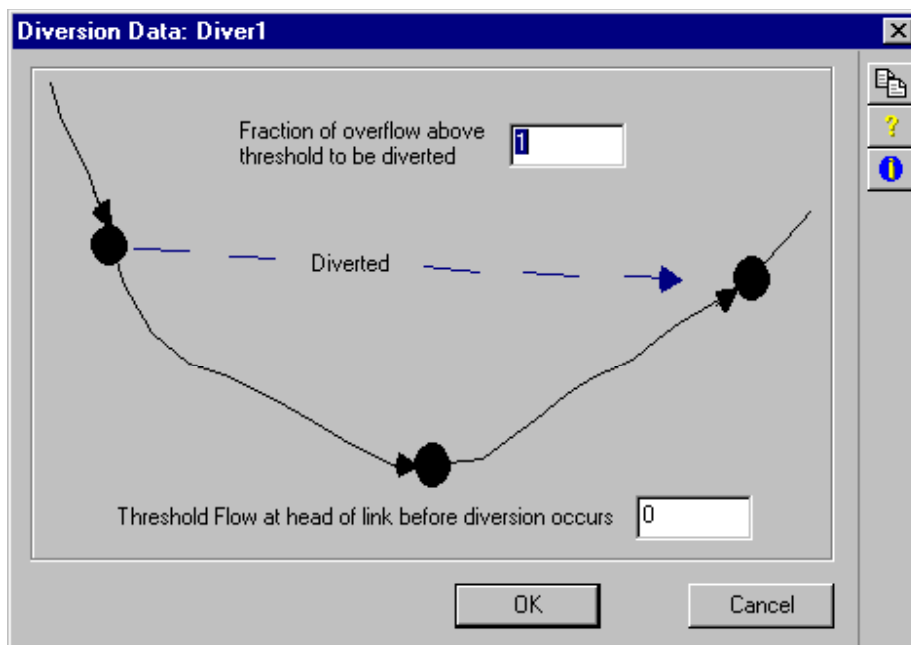 Diversion Data: Diver1
Fraction of overflow above
threshold to be diverted
1
Diverted
Threshold Flow at head of link before diversion occurs
0
OK
Cancel